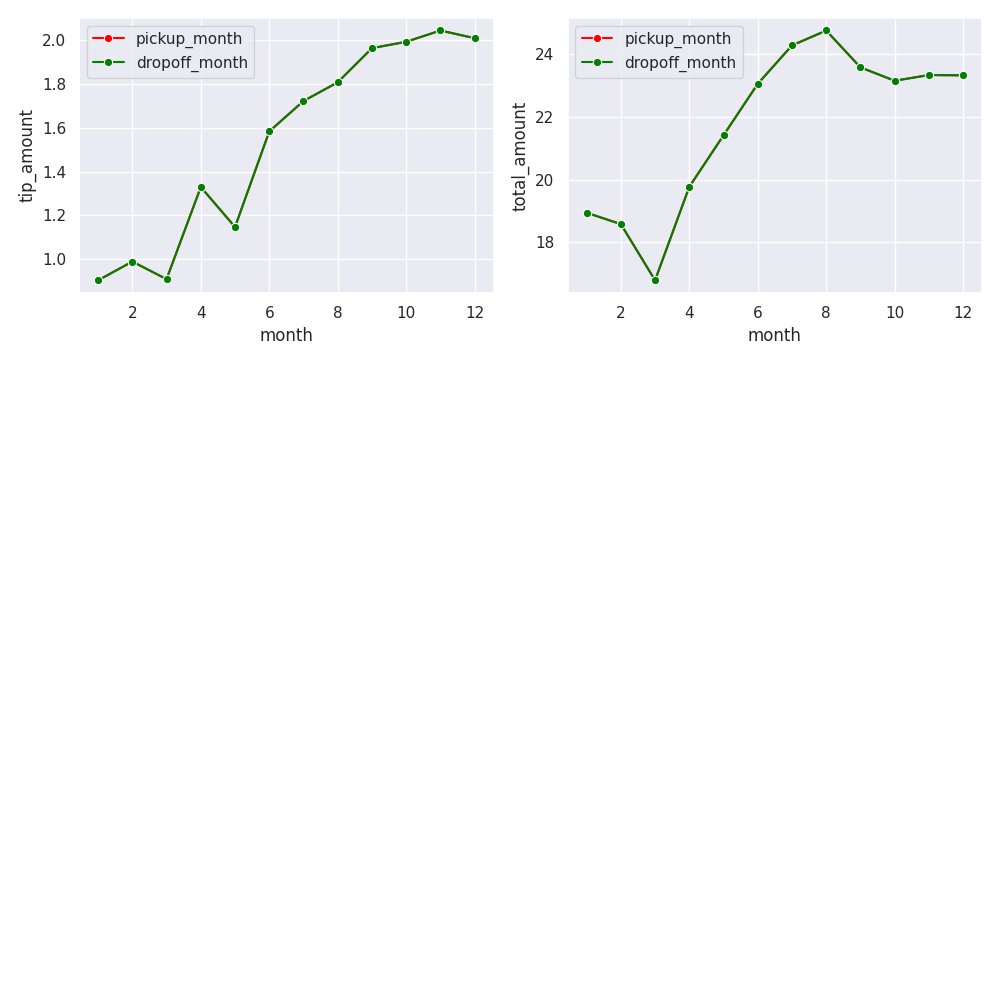 pickup_month
dropoff_month
tip_amount
2.0
1.8
1.6
1.4
1.2
1.0
2 4 6 8 10 12
month
pickup_month
dropoff_month
total_amount
24
22
20
18
2 4 6 8 10 12
month